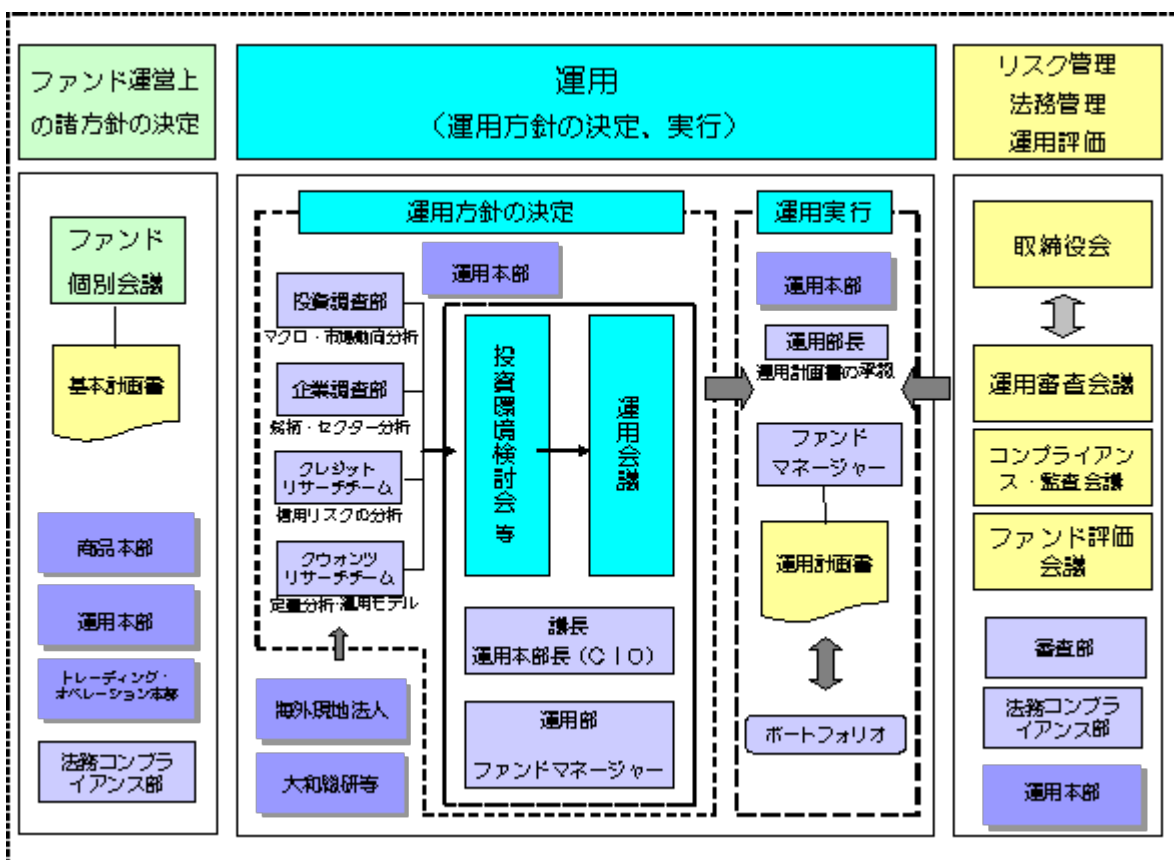 ファンド運営上
の諸方針の決定
運用
(運用方針の決定、実行)
リスク管理
法務管理
運用評価
ファンド
個別会議
基本計画書
商品本部
運用本部
トレーディング・
オペレーション本部
法務コンプラ
イアンス部
運用方針の決定
運用本部
投資調査部
マクロ・市場動向分析
企業調査部
銘柄・セクター分析
クレジット
リサーチチーム
信用リスクの分析
クウォンツ
リサーチチーム
定量分析・運用モデル
海外現地法人
大和総研等
投資環境検討会 等
運用会議
議長
運用本部長(CIO)
運用部
ファンドマネージャー
運用実行
運用本部
運用部長
運用計画書の承認
ファンド
マネージャー
運用計画書
ポートフォリオ
取締役会
運用審査会議
コンプライアン
ス・監査会議
ファンド評価
会議
審査部
法務コンプラ
イアンス部
運用本部